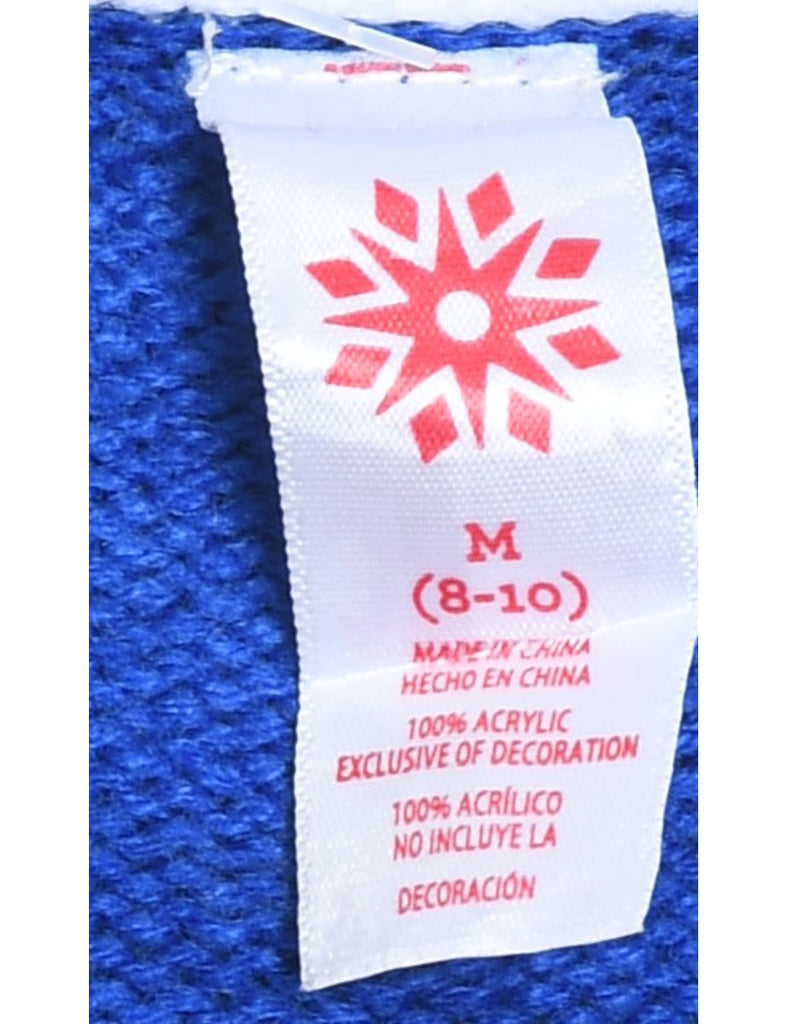 M
(8-10)
MADE IN CHINA
HECHO EN CHINA
100% ACRYLIC
EXCLUSIVE OF DECORATION
100% ACRÍLICO
NO INCLUYE LA
DECORACIÓN